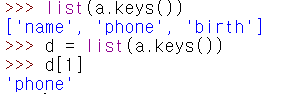 >>> list(a.keys())
['name', 'phone', 'birth']
>>> d = list(a.keys())
>>> d[1]
'phone'